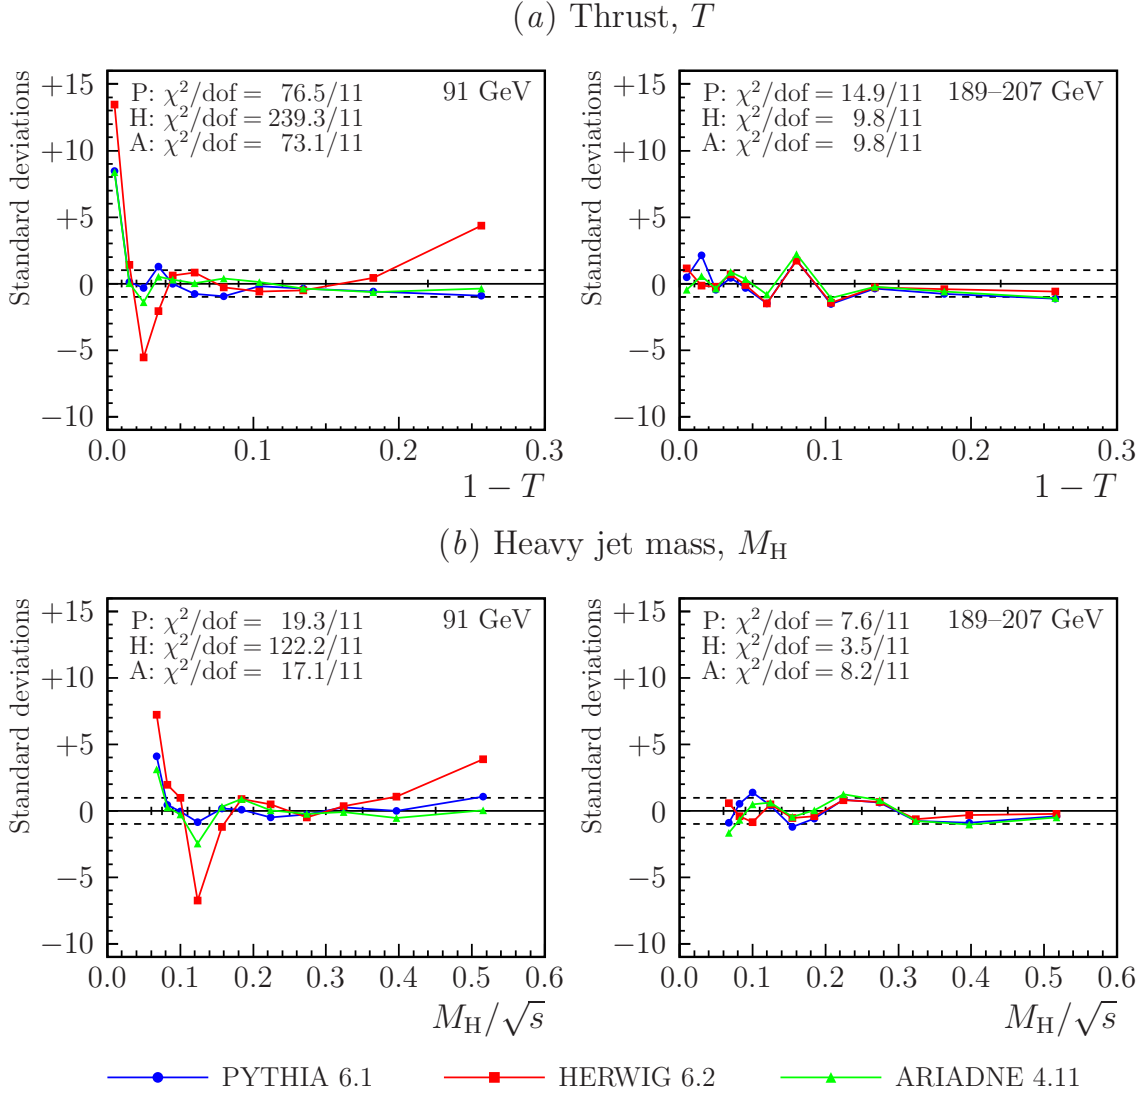 (a) Thrust, T
Standard deviations
+15
+10
+5
0
−5
−10
P: χ²/dof = 76.5/11
H: χ²/dof = 239.3/11
A: χ²/dof = 73.1/11
91 GeV
0.0 0.1 0.2 0.3
1 − T
Standard deviations
+15
+10
+5
0
−5
−10
P: χ²/dof = 14.9/11
H: χ²/dof = 9.8/11
A: χ²/dof = 9.8/11
189–207 GeV
0.0 0.1 0.2 0.3
1 − T
(b) Heavy jet mass, M_H
Standard deviations
+15
+10
+5
0
−5
−10
P: χ²/dof = 19.3/11
H: χ²/dof = 122.2/11
A: χ²/dof = 17.1/11
91 GeV
0.0 0.1 0.2 0.3 0.4 0.5 0.6
M_H/√s
Standard deviations
+15
+10
+5
0
−5
−10
P: χ²/dof = 7.6/11
H: χ²/dof = 3.5/11
A: χ²/dof = 8.2/11
189–207 GeV
0.0 0.1 0.2 0.3 0.4 0.5 0.6
M_H/√s
PYTHIA 6.1 HERWIG 6.2 ARIADNE 4.11